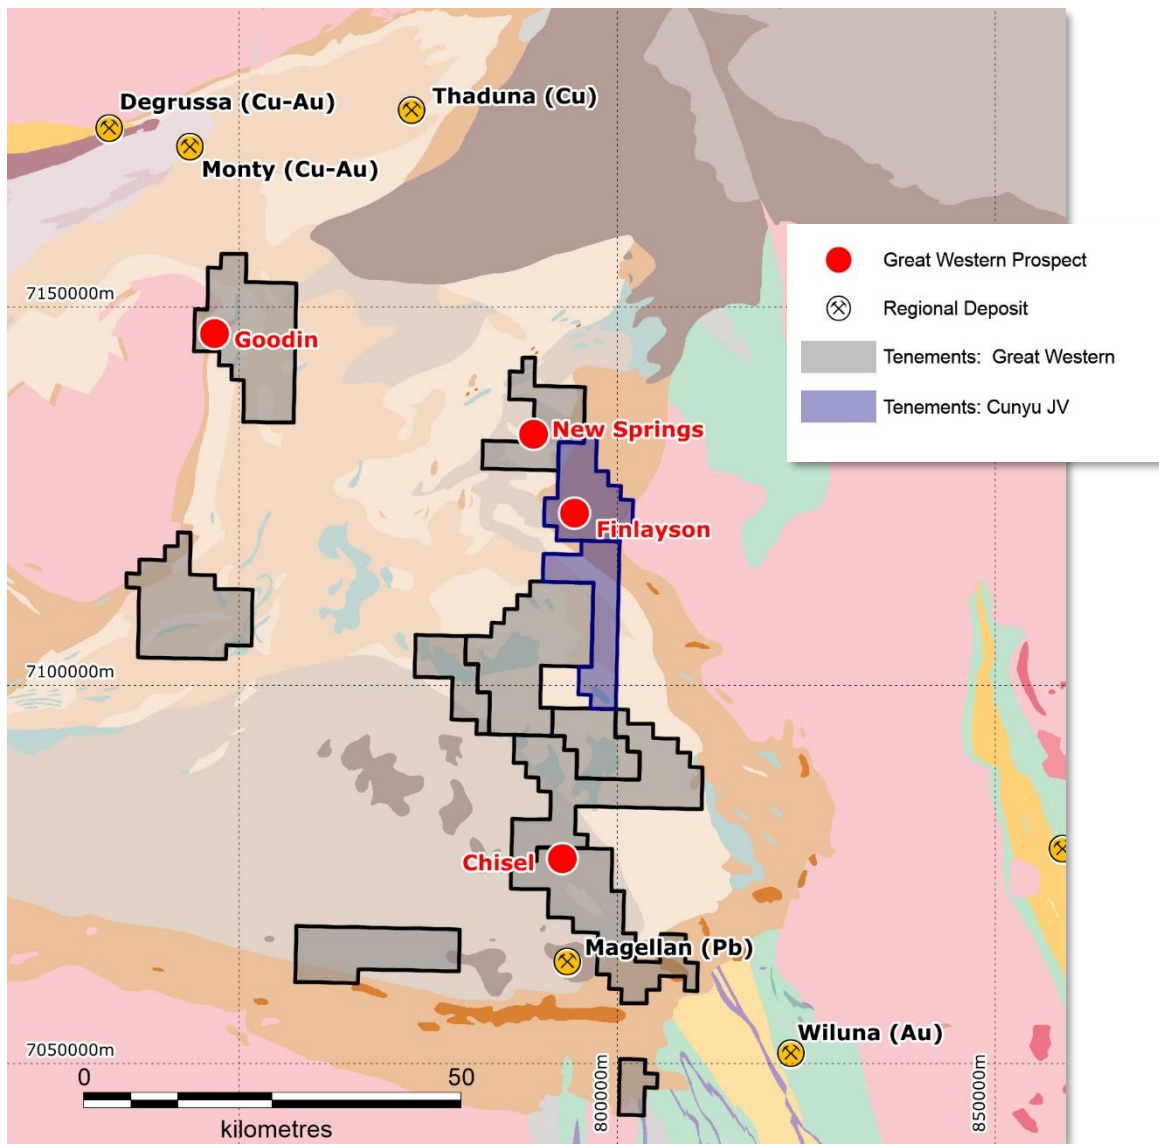 Degrussa (Cu-Au)
Thaduna (Cu)
Monty (Cu-Au)
Great Western Prospect
Regional Deposit
Tenements: Great Western
Tenements: Cunyu JV
7150000m
Goodin
New Springs
Finlayson
7100000m
Chisel
Magellan (Pb)
Wiluna (Au)
7050000m
0 50
kilometres
800000m
850000m